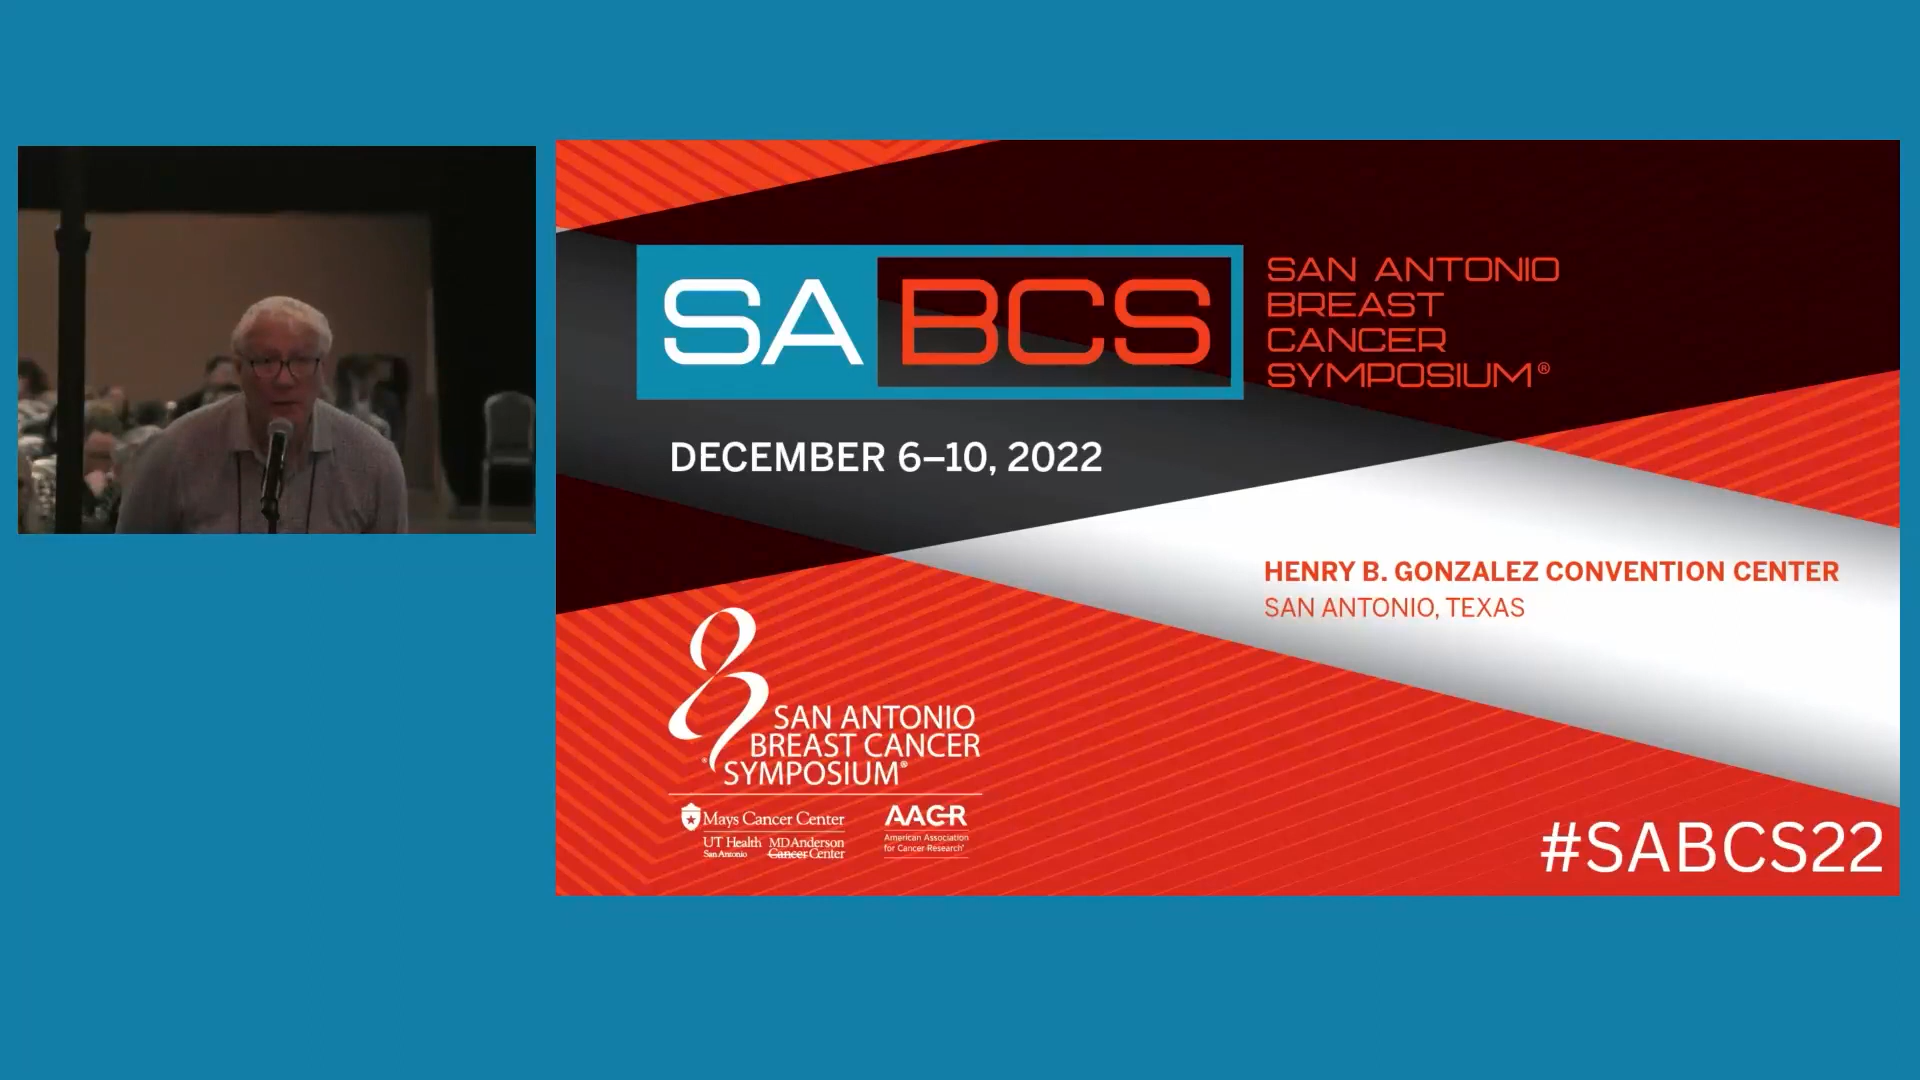 SA BCS
SAN ANTONIO
BREAST
CANCER
SYMPOSIUM®
DECEMBER 6–10, 2022
HENRY B. GONZALEZ CONVENTION CENTER
SAN ANTONIO, TEXAS
SAN ANTONIO
BREAST CANCER
SYMPOSIUM®
Mays Cancer Center
UT Health
San Antonio
MDAnderson
Cancer Center
AACR
American Association
for Cancer Research®
#SABCS22